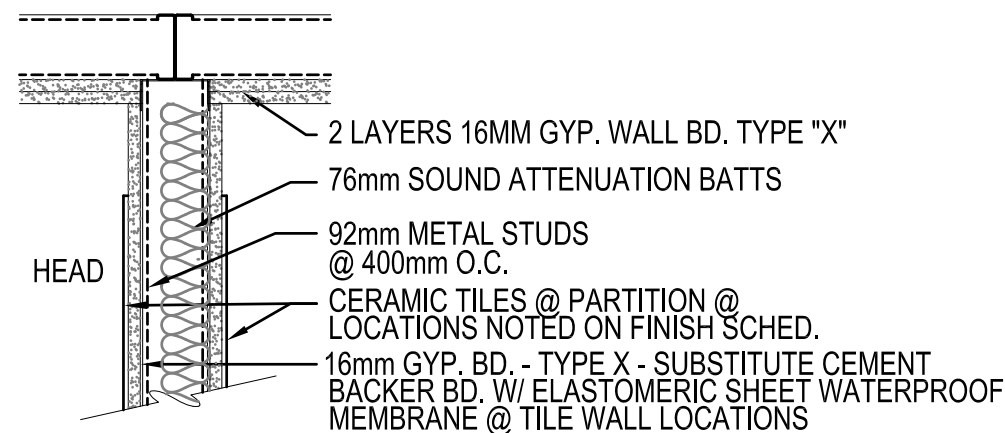 2 LAYERS 16MM GYP. WALL BD. TYPE "X"
76mm SOUND ATTENUATION BATTS
92mm METAL STUDS
@ 400mm O.C.
HEAD
CERAMIC TILES @ PARTITION @
LOCATIONS NOTED ON FINISH SCHED.
16mm GYP. BD. - TYPE X - SUBSTITUTE CEMENT
BACKER BD. W/ ELASTOMERIC SHEET WATERPROOF
MEMBRANE @ TILE WALL LOCATIONS